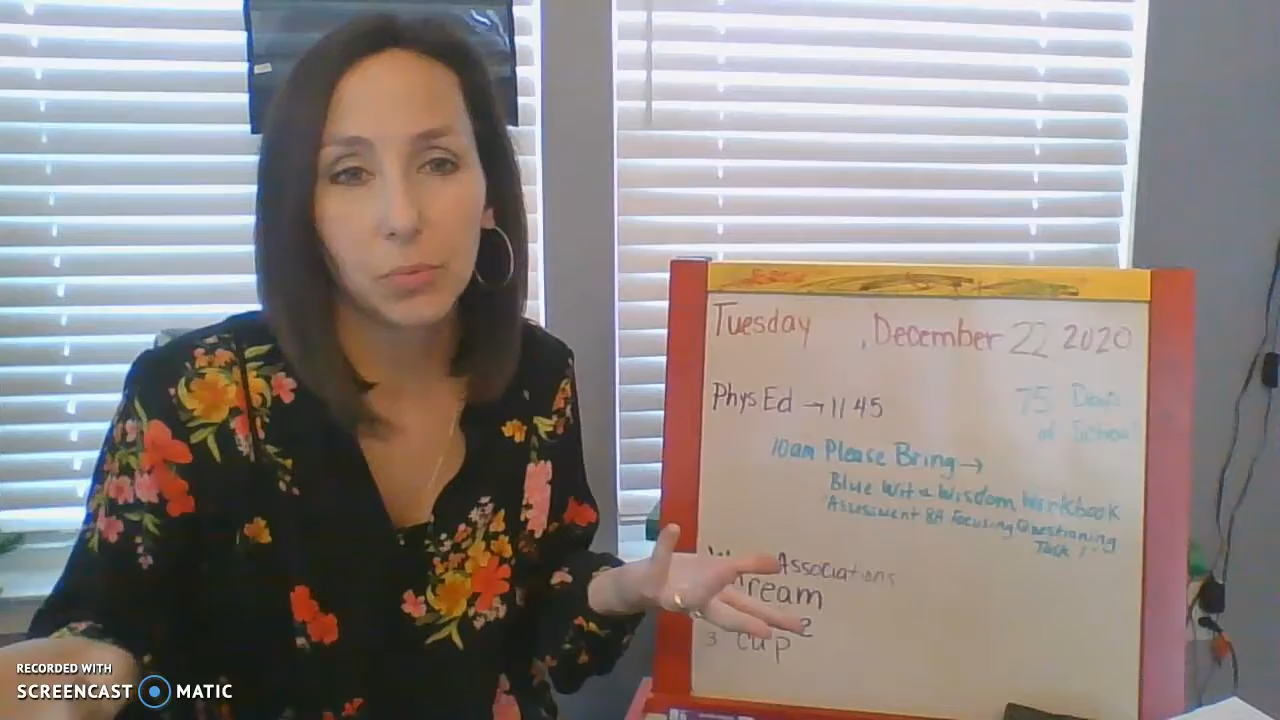 Tuesday , December 22 2020
Phys Ed → 11 45
75 Days
of School
10am Please Bring →
Blue Wit & Wisdom Workbook
Assessment 8A Focusing Questioning
Task !
Associations
ream
2
3 cup
RECORDED WITH
SCREENCAST MATIC